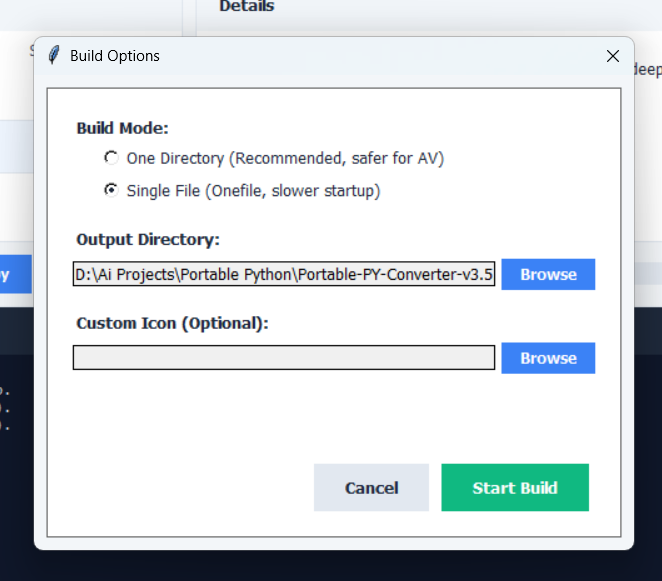 Details
Build Options
deep
Build Mode:
One Directory (Recommended, safer for AV)
Single File (Onefile, slower startup)
Output Directory:
D:\Ai Projects\Portable Python\Portable-PY-Converter-v3.5
Browse
Custom Icon (Optional):
Browse
Cancel
Start Build